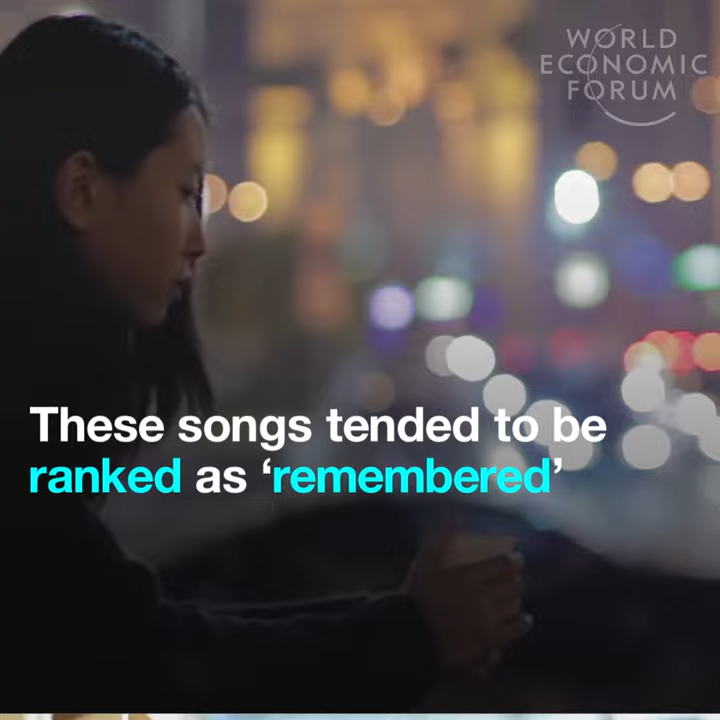 WORLD
ECONOMIC
FORUM
These songs tended to be
ranked as ‘remembered’